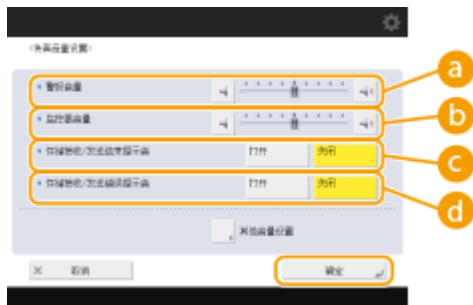 <传真音量设置>
• 警报音量
a
• 监控器音量
b
• 存储接收/发送结束提示音 打开 关闭
c
• 存储接收/发送错误提示音 打开 关闭
d
其他音量设置
× 取消 确定